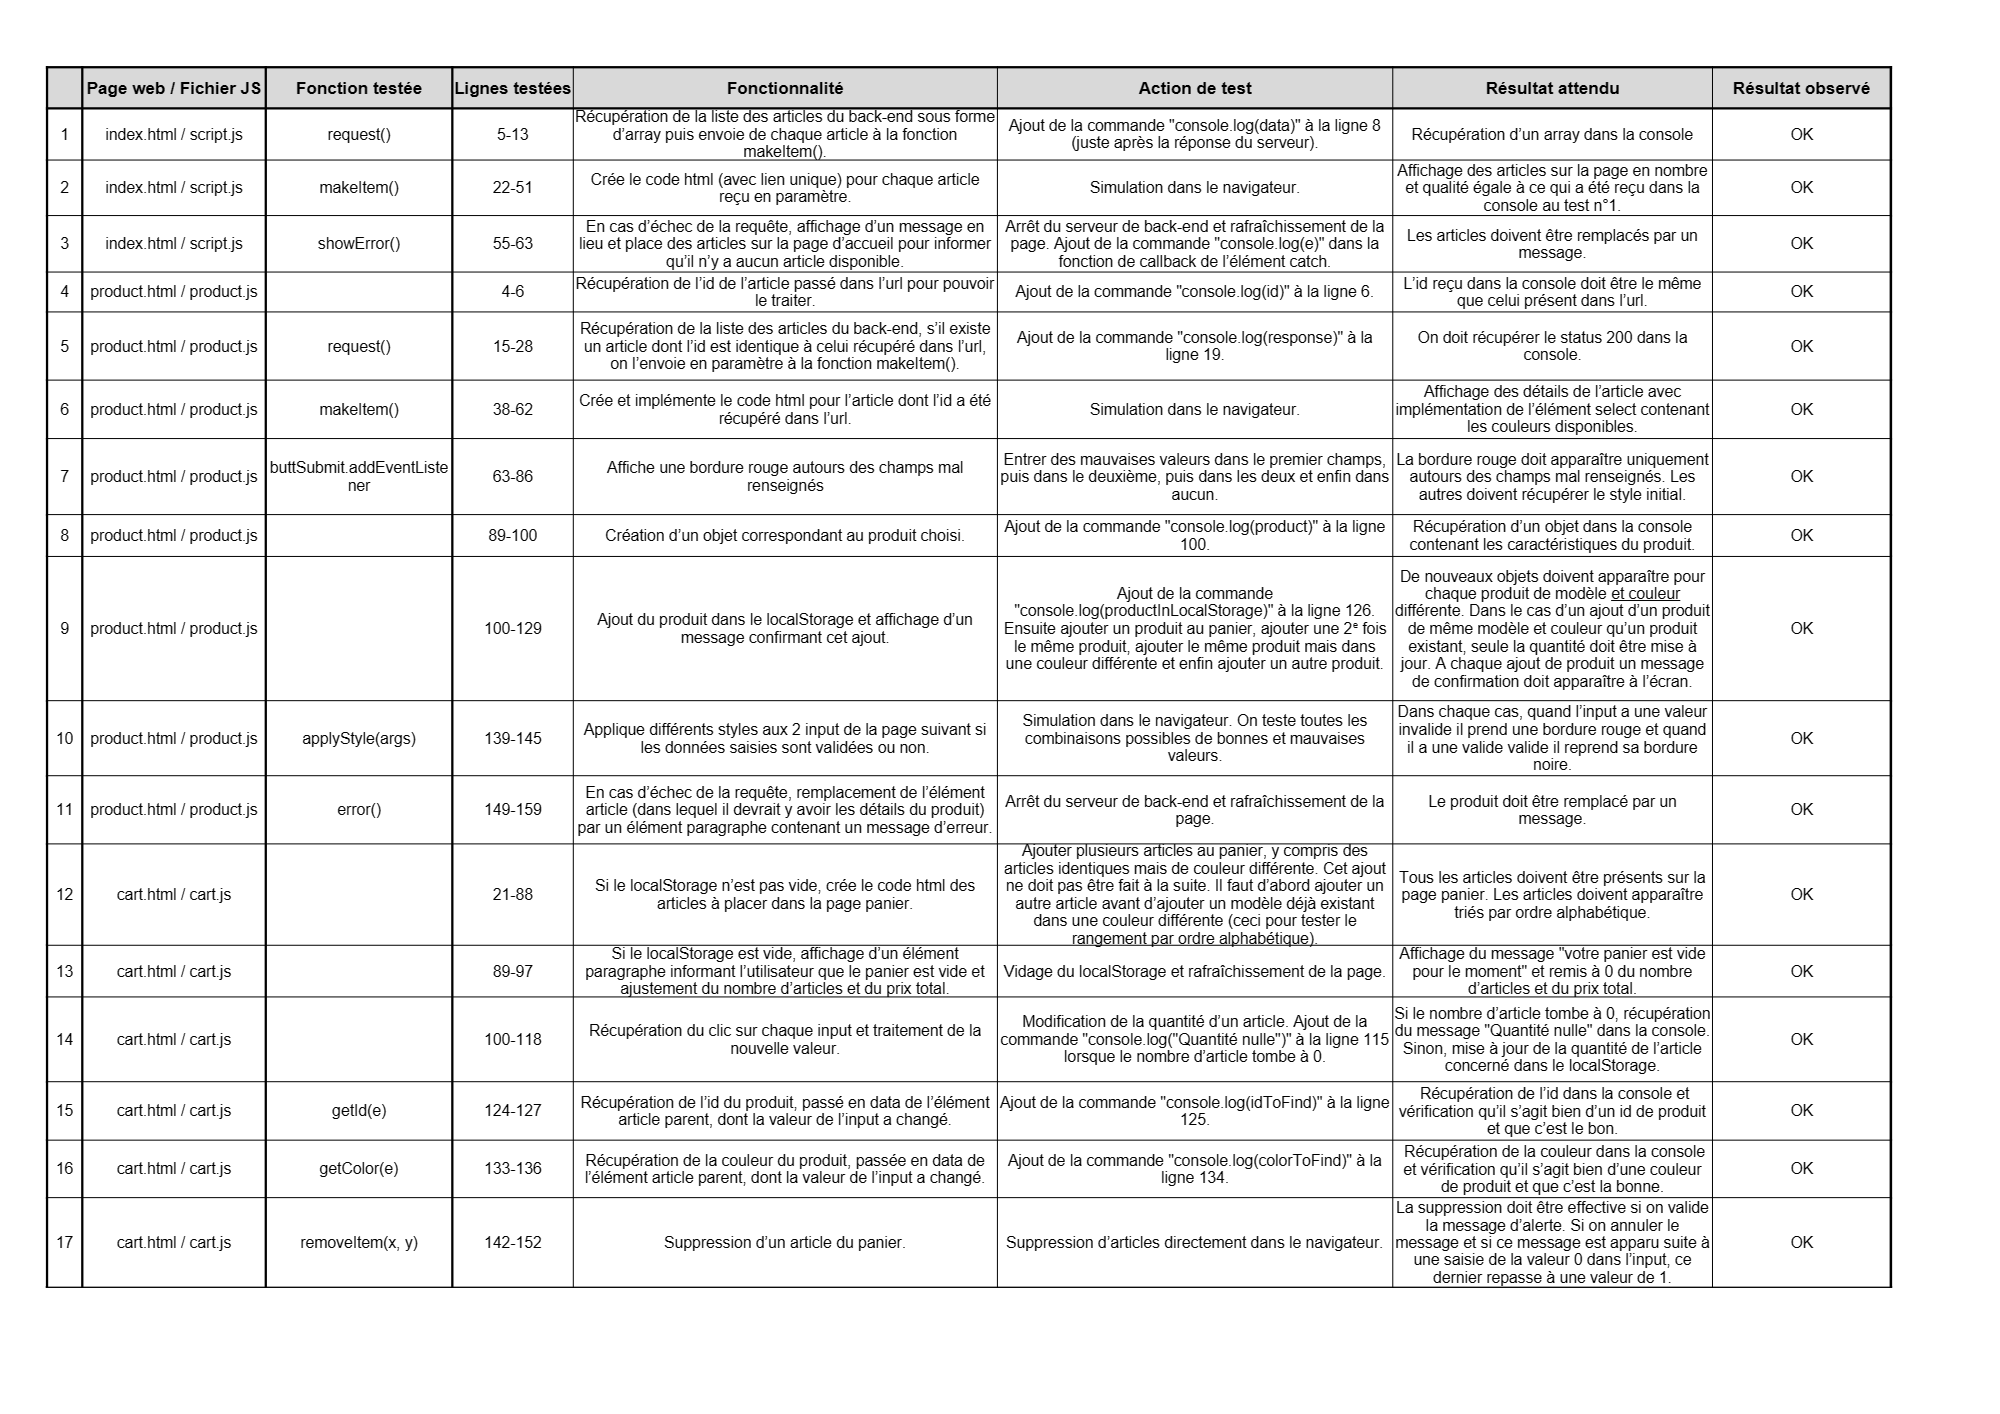 Page web / Fichier JS
Fonction testée
Lignes testées
Fonctionnalité
Action de test
Résultat attendu
Résultat observé
1
index.html / script.js
request()
5-13
Récupération de la liste des articles du back-end sous forme
d’array puis envoie de chaque article à la fonction
makeItem().
Ajout de la commande "console.log(data)" à la ligne 8
(juste après la réponse du serveur).
Récupération d’un array dans la console
OK
2
index.html / script.js
makeItem()
22-51
Crée le code html (avec lien unique) pour chaque article
reçu en paramètre.
Simulation dans le navigateur.
Affichage des articles sur la page en nombre
et qualité égale à ce qui a été reçu dans la
console au test n°1.
OK
3
index.html / script.js
showError()
55-63
En cas d’échec de la requête, affichage d’un message en
lieu et place des articles sur la page d’accueil pour informer
qu’il n’y a aucun article disponible.
Arrêt du serveur de back-end et rafraîchissement de la
page. Ajout de la commande "console.log(e)" dans la
fonction de callback de l’élément catch.
Les articles doivent être remplacés par un
message.
OK
4
product.html / product.js
4-6
Récupération de l’id de l’article passé dans l’url pour pouvoir
le traiter.
Ajout de la commande "console.log(id)" à la ligne 6.
L’id reçu dans la console doit être le même
que celui présent dans l’url.
OK
5
product.html / product.js
request()
15-28
Récupération de la liste des articles du back-end, s’il existe
un article dont l’id est identique à celui récupéré dans l’url,
on l’envoie en paramètre à la fonction makeItem().
Ajout de la commande "console.log(response)" à la
ligne 19.
On doit récupérer le status 200 dans la
console.
OK
6
product.html / product.js
makeItem()
38-62
Crée et implémente le code html pour l’article dont l’id a été
récupéré dans l’url.
Simulation dans le navigateur.
Affichage des détails de l’article avec
implémentation de l’élément select contenant
les couleurs disponibles.
OK
7
product.html / product.js
buttSubmit.addEventListe
ner
63-86
Affiche une bordure rouge autours des champs mal
renseignés
Entrer des mauvaises valeurs dans le premier champs,
puis dans le deuxième, puis dans les deux et enfin dans
aucun.
La bordure rouge doit apparaître uniquement
autours des champs mal renseignés. Les
autres doivent récupérer le style initial.
OK
8
product.html / product.js
89-100
Création d’un objet correspondant au produit choisi.
Ajout de la commande "console.log(product)" à la ligne
100.
Récupération d’un objet dans la console
contenant les caractéristiques du produit.
OK
9
product.html / product.js
100-129
Ajout du produit dans le localStorage et affichage d’un
message confirmant cet ajout.
Ajout de la commande
"console.log(productInLocalStorage)" à la ligne 126.
Ensuite ajouter un produit au panier, ajouter une 2ᵉ fois
le même produit, ajouter le même produit mais dans
une couleur différente et enfin ajouter un autre produit.
De nouveaux objets doivent apparaître pour
chaque produit de modèle et couleur
différente. Dans le cas d’un ajout d’un produit
de même modèle et couleur qu’un produit
existant, seule la quantité doit être mise à
jour. A chaque ajout de produit un message
de confirmation doit apparaître à l’écran.
OK
10
product.html / product.js
applyStyle(args)
139-145
Applique différents styles aux 2 input de la page suivant si
les données saisies sont validées ou non.
Simulation dans le navigateur. On teste toutes les
combinaisons possibles de bonnes et mauvaises
valeurs.
Dans chaque cas, quand l’input a une valeur
invalide il prend une bordure rouge et quand
il a une valide valide il reprend sa bordure
noire.
OK
11
product.html / product.js
error()
149-159
En cas d’échec de la requête, remplacement de l’élément
article (dans lequel il devrait y avoir les détails du produit)
par un élément paragraphe contenant un message d’erreur.
Arrêt du serveur de back-end et rafraîchissement de la
page.
Le produit doit être remplacé par un
message.
OK
12
cart.html / cart.js
21-88
Si le localStorage n’est pas vide, crée le code html des
articles à placer dans la page panier.
Ajouter plusieurs articles au panier, y compris des
articles identiques mais de couleur différente. Cet ajout
ne doit pas être fait à la suite. Il faut d’abord ajouter un
autre article avant d’ajouter un modèle déjà existant
dans une couleur différente (ceci pour tester le
rangement par ordre alphabétique).
Tous les articles doivent être présents sur la
page panier. Les articles doivent apparaître
triés par ordre alphabétique.
OK
13
cart.html / cart.js
89-97
Si le localStorage est vide, affichage d’un élément
paragraphe informant l’utilisateur que le panier est vide et
ajustement du nombre d’articles et du prix total.
Vidage du localStorage et rafraîchissement de la page.
Affichage du message "votre panier est vide
pour le moment" et remis à 0 du nombre
d’articles et du prix total.
OK
14
cart.html / cart.js
100-118
Récupération du clic sur chaque input et traitement de la
nouvelle valeur.
Modification de la quantité d’un article. Ajout de la
commande "console.log("Quantité nulle")" à la ligne 115
lorsque le nombre d’article tombe à 0.
Si le nombre d’article tombe à 0, récupération
du message "Quantité nulle" dans la console.
Sinon, mise à jour de la quantité de l’article
concerné dans le localStorage.
OK
15
cart.html / cart.js
getId(e)
124-127
Récupération de l’id du produit, passé en data de l’élément
article parent, dont la valeur de l’input a changé.
Ajout de la commande "console.log(idToFind)" à la ligne
125.
Récupération de l’id dans la console et
vérification qu’il s’agit bien d’un id de produit
et que c’est le bon.
OK
16
cart.html / cart.js
getColor(e)
133-136
Récupération de la couleur du produit, passée en data de
l’élément article parent, dont la valeur de l’input a changé.
Ajout de la commande "console.log(colorToFind)" à la
ligne 134.
Récupération de la couleur dans la console
et vérification qu’il s’agit bien d’une couleur
de produit et que c’est la bonne.
OK
17
cart.html / cart.js
removeItem(x, y)
142-152
Suppression d’un article du panier.
Suppression d’articles directement dans le navigateur.
La suppression doit être effective si on valide
la message d’alerte. Si on annuler le
message et si ce message est apparu suite à
une saisie de la valeur 0 dans l’input, ce
dernier repasse à une valeur de 1.
OK